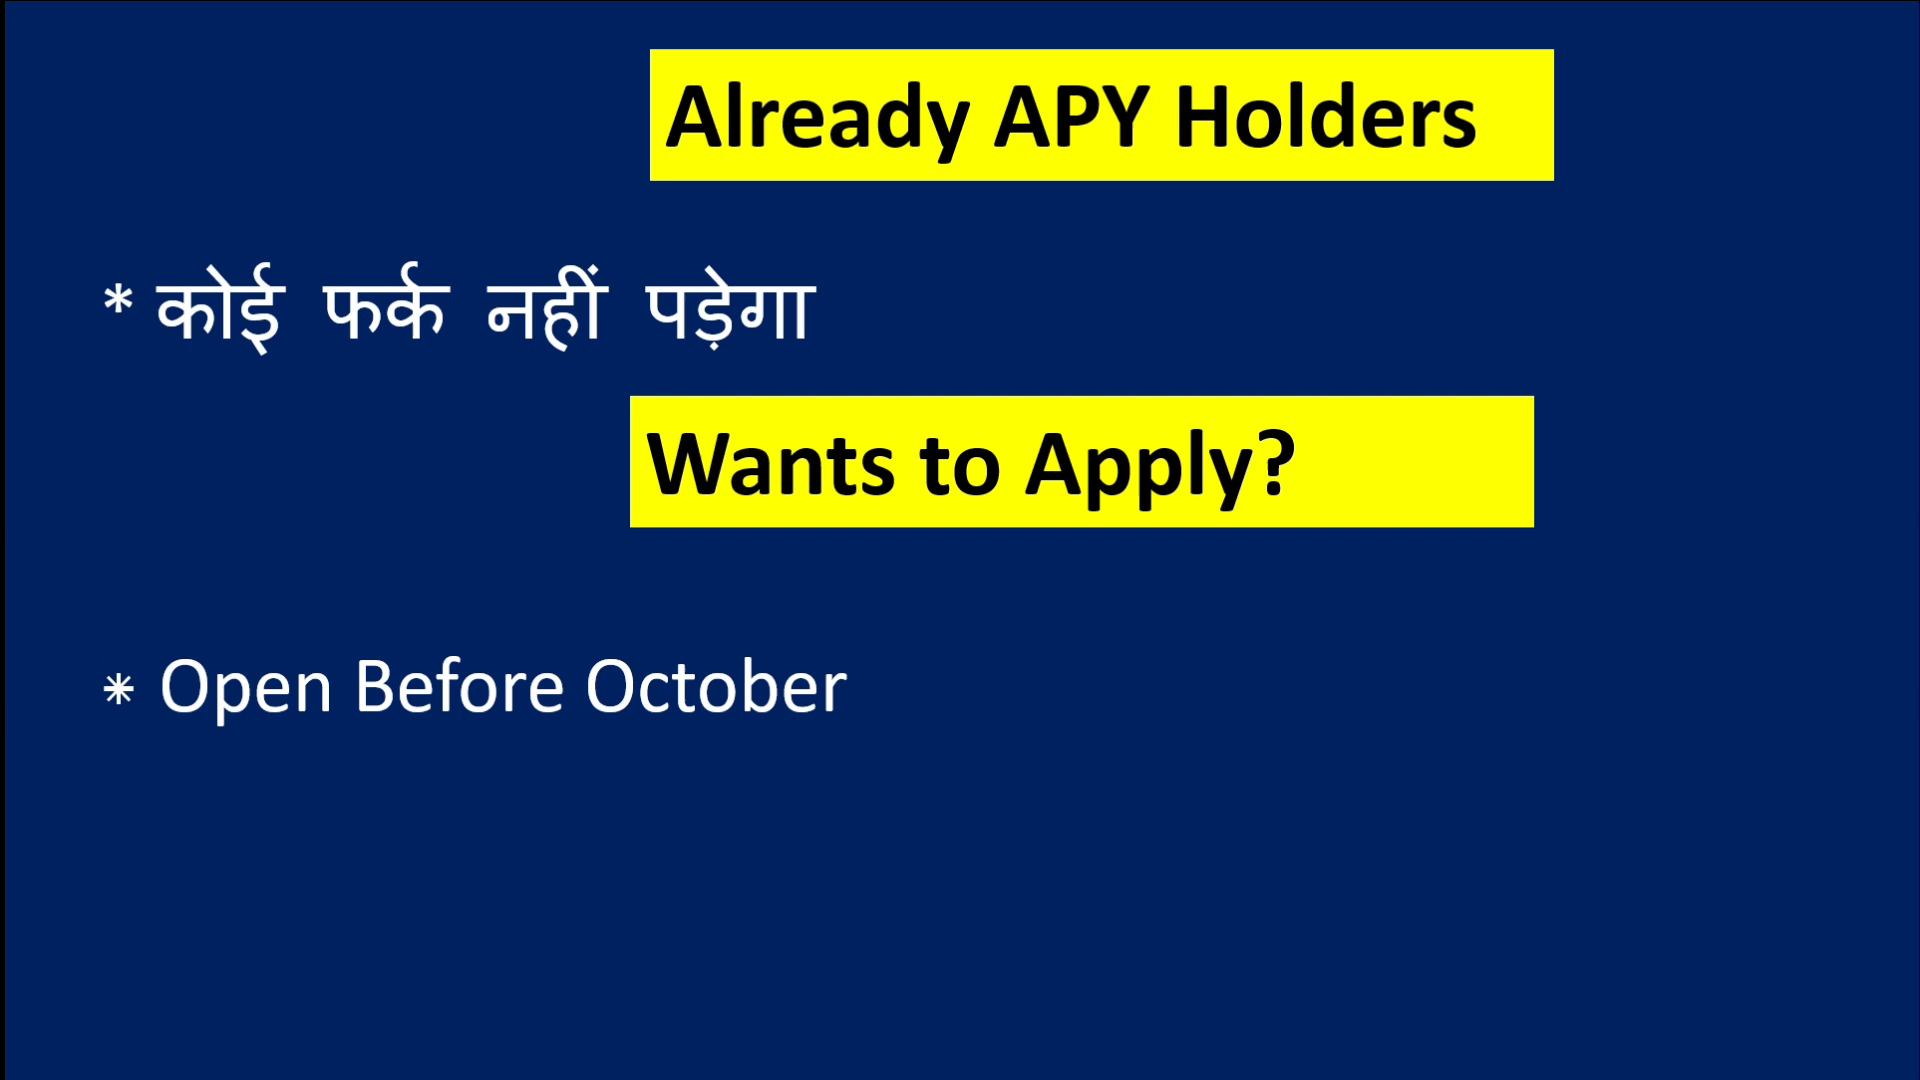 Already APY Holders
* कोई फर्क नहीं पड़ेगा
Wants to Apply?
* Open Before October